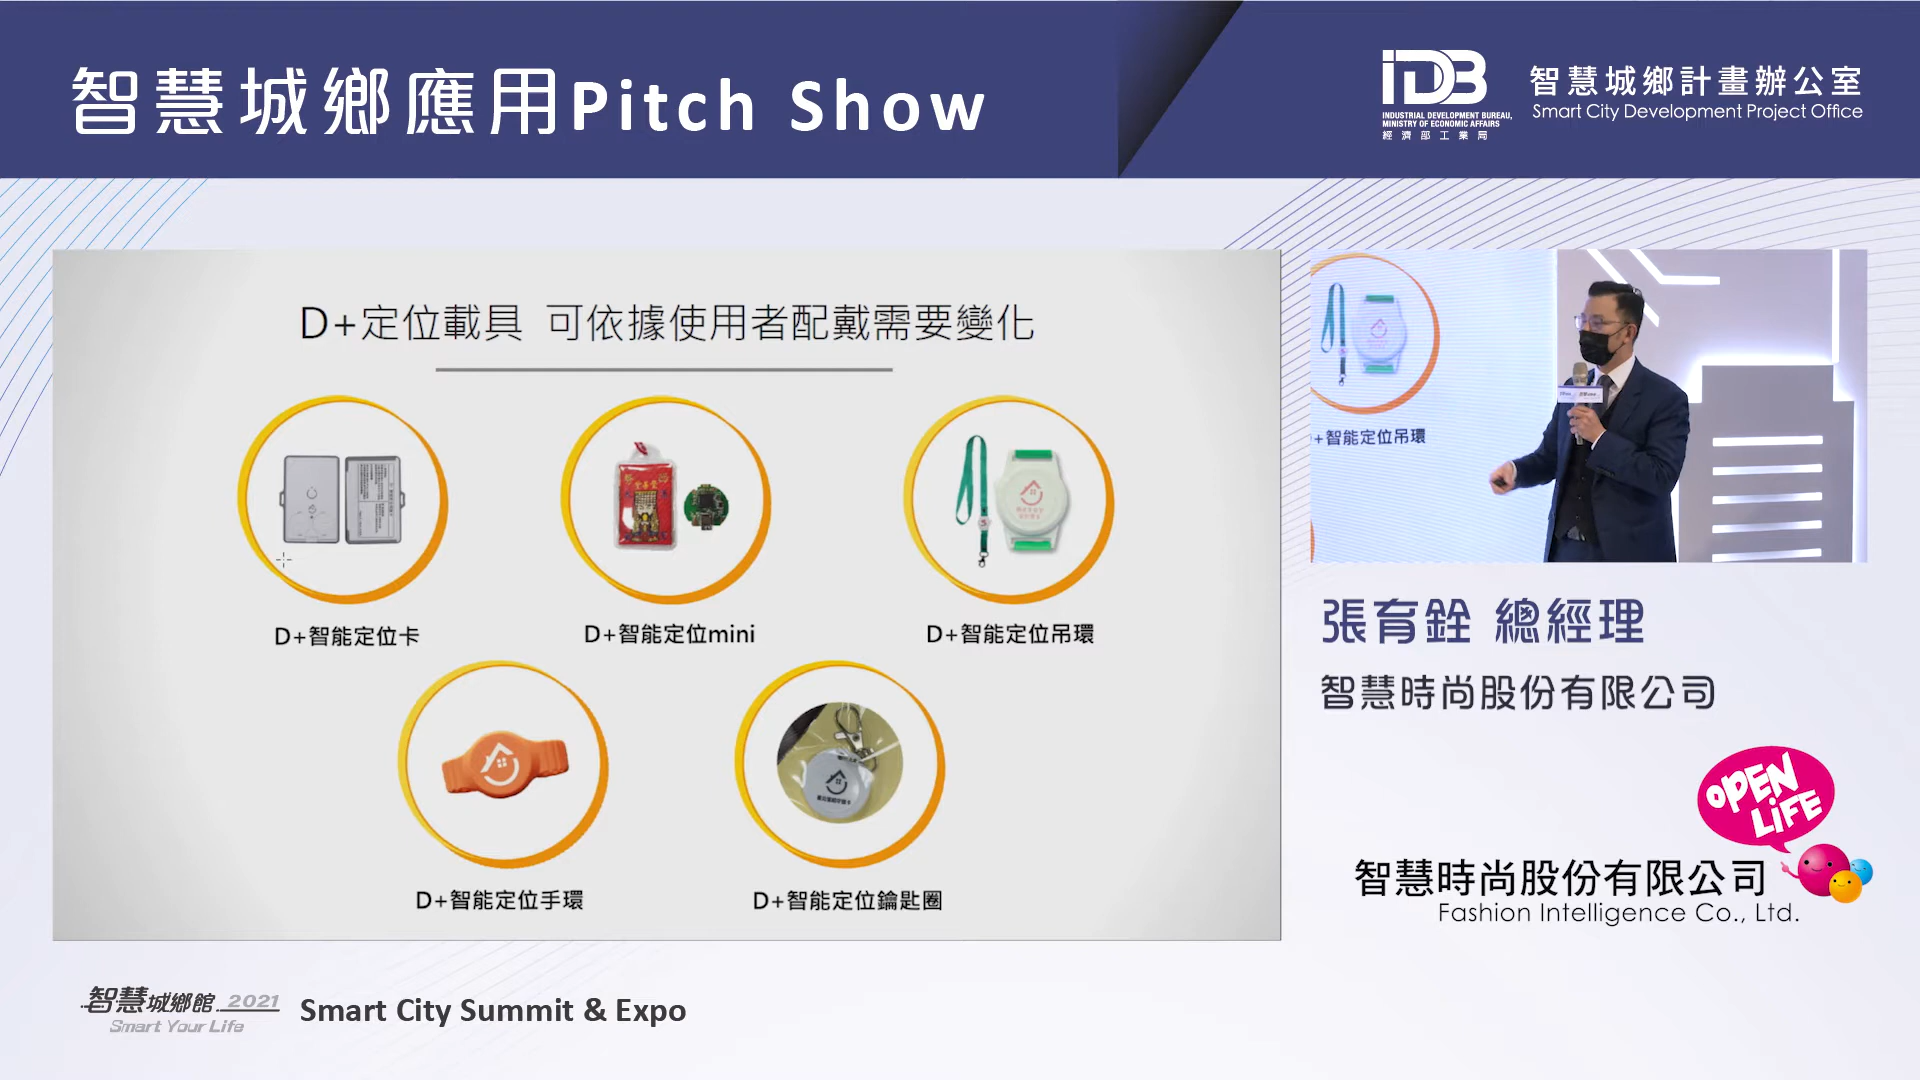 智慧城鄉應用Pitch Show
IDB
INDUSTRIAL DEVELOPMENT BUREAU,
MINISTRY OF ECONOMIC AFFAIRS
經濟部工業局
智慧城鄉計畫辦公室
Smart City Development Project Office
D+定位載具 可依據使用者配戴需要變化
D+智能定位卡
D+智能定位mini
D+智能定位吊環
D+智能定位手環
D+智能定位鑰匙圈
+智能定位吊環
張育銓 總經理
智慧時尚股份有限公司
OPEN
LiFE
智慧時尚股份有限公司
Fashion Intelligence Co., Ltd.
智慧城鄉館 2021
Smart Your Life
Smart City Summit & Expo